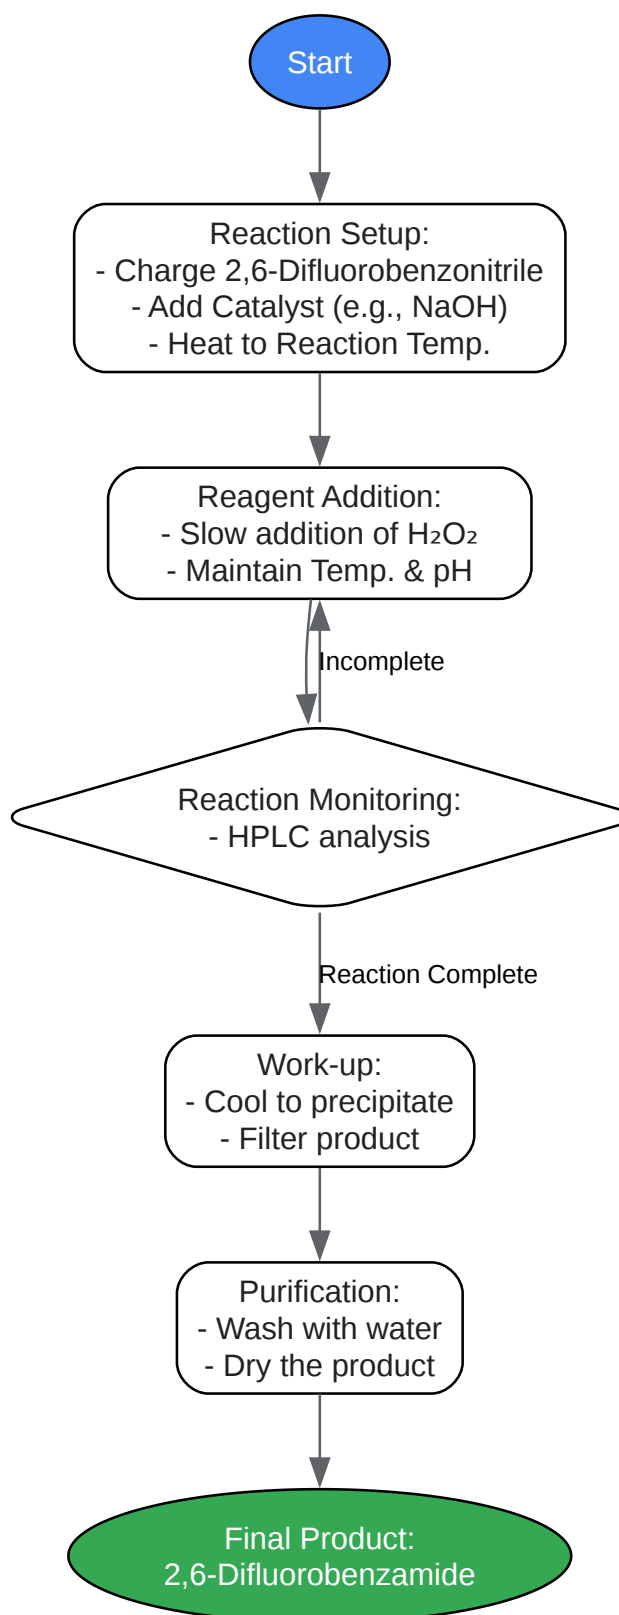 Start
Reaction Setup:
- Charge 2,6-Difluorobenzonitrile
- Add Catalyst (e.g., NaOH)
- Heat to Reaction Temp.
Reagent Addition:
- Slow addition of H₂O₂
- Maintain Temp. & pH
Incomplete
Reaction Monitoring:
- HPLC analysis
Reaction Complete
Work-up:
- Cool to precipitate
- Filter product
Purification:
- Wash with water
- Dry the product
Final Product:
2,6-Difluorobenzamide